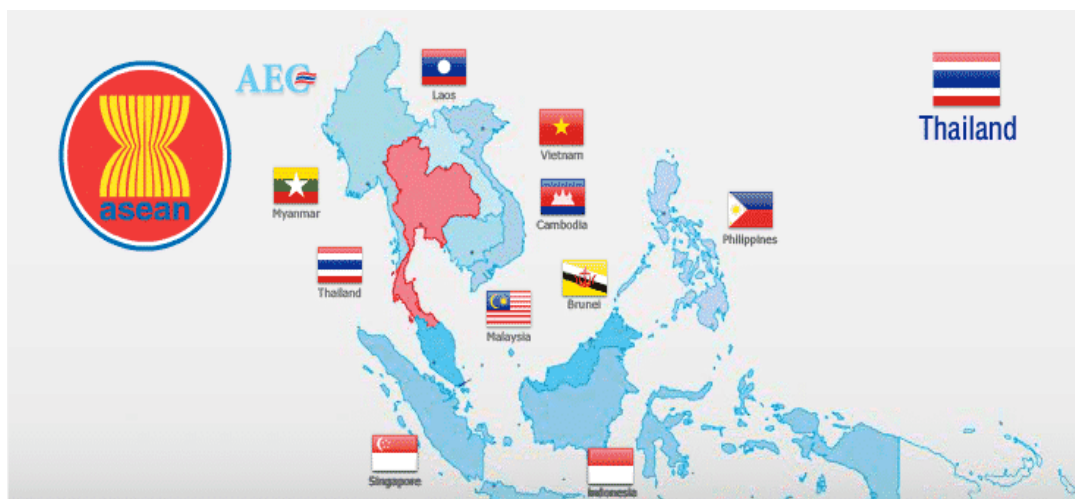 AEC
Laos
Thailand
Vietnam
asean
Myanmar
Cambodia
Philippines
Thailand
Brunei
Malaysia
Singapore
Indonesia